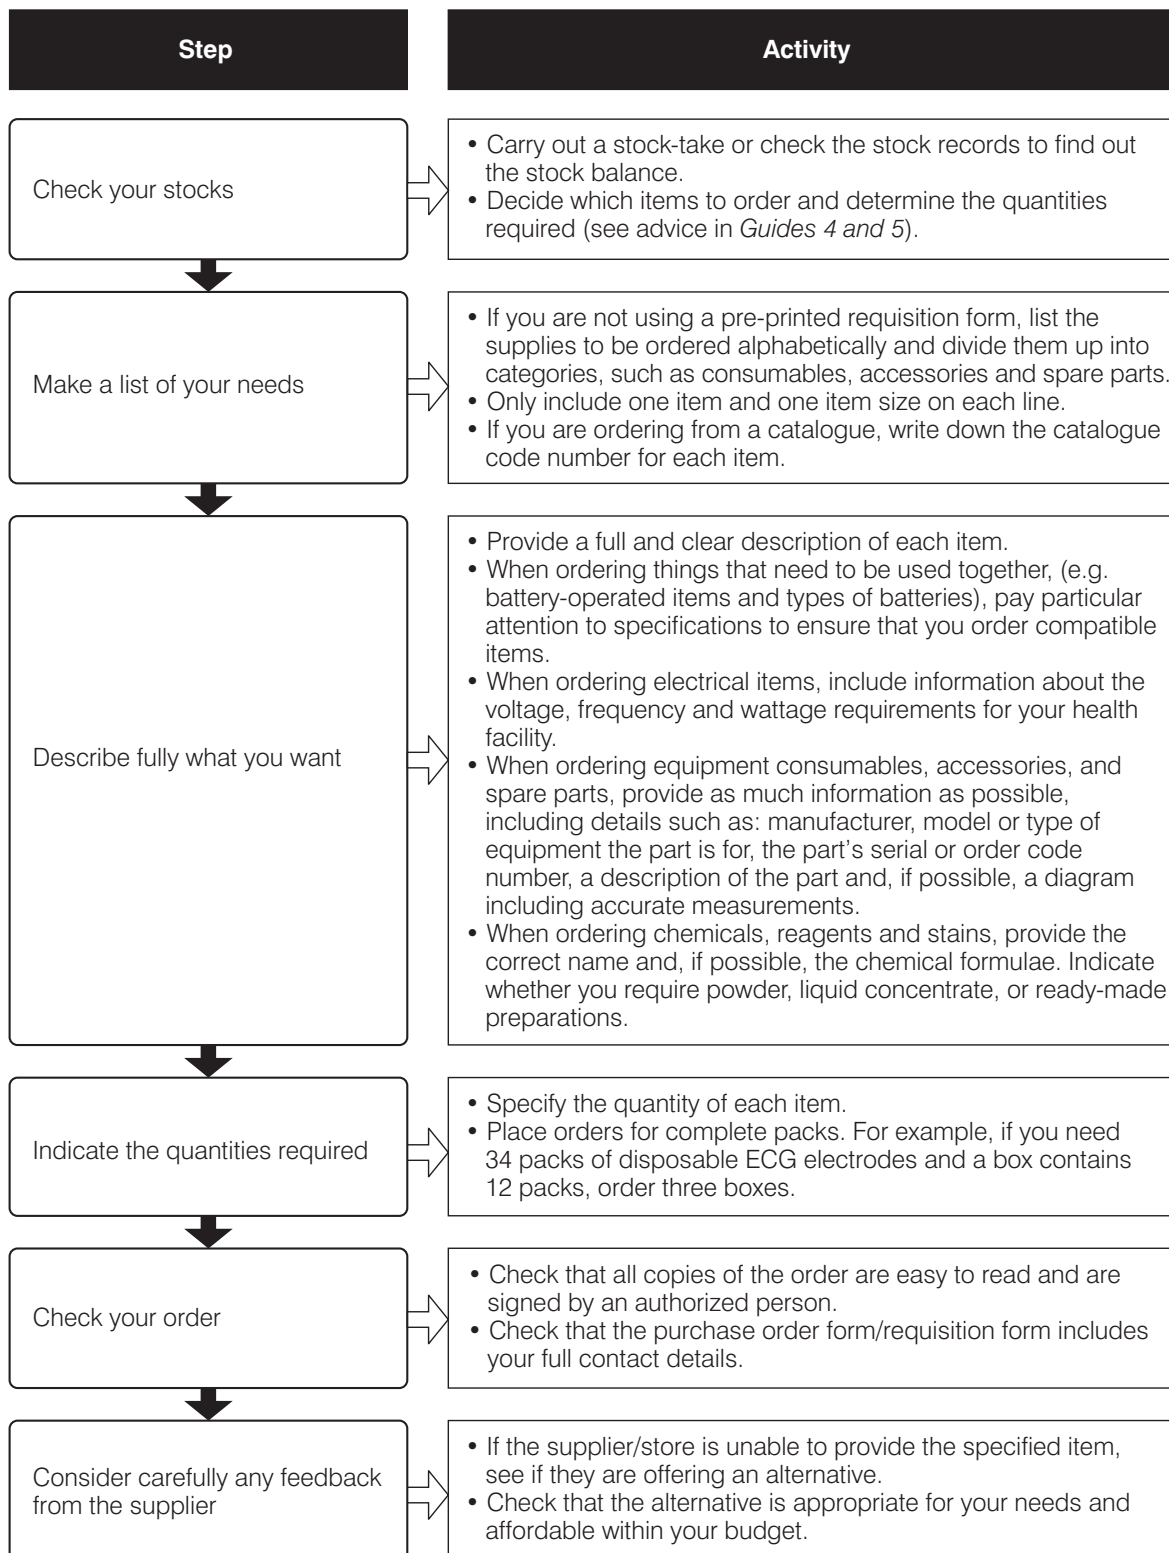 Step
Activity
Check your stocks
• Carry out a stock-take or check the stock records to find out
the stock balance.
• Decide which items to order and determine the quantities
required (see advice in Guides 4 and 5).
Make a list of your needs
• If you are not using a pre-printed requisition form, list the
supplies to be ordered alphabetically and divide them up into
categories, such as consumables, accessories and spare parts.
• Only include one item and one item size on each line.
• If you are ordering from a catalogue, write down the catalogue
code number for each item.
Describe fully what you want
• Provide a full and clear description of each item.
• When ordering things that need to be used together, (e.g.
battery-operated items and types of batteries), pay particular
attention to specifications to ensure that you order compatible
items.
• When ordering electrical items, include information about the
voltage, frequency and wattage requirements for your health
facility.
• When ordering equipment consumables, accessories, and
spare parts, provide as much information as possible,
including details such as: manufacturer, model or type of
equipment the part is for, the part's serial or order code
number, a description of the part and, if possible, a diagram
including accurate measurements.
• When ordering chemicals, reagents and stains, provide the
correct name and, if possible, the chemical formulae. Indicate
whether you require powder, liquid concentrate, or ready-made
preparations.
Indicate the quantities required
• Specify the quantity of each item.
• Place orders for complete packs. For example, if you need
34 packs of disposable ECG electrodes and a box contains
12 packs, order three boxes.
Check your order
• Check that all copies of the order are easy to read and are
signed by an authorized person.
• Check that the purchase order form/requisition form includes
your full contact details.
Consider carefully any feedback
from the supplier
• If the supplier/store is unable to provide the specified item,
see if they are offering an alternative.
• Check that the alternative is appropriate for your needs and
affordable within your budget.